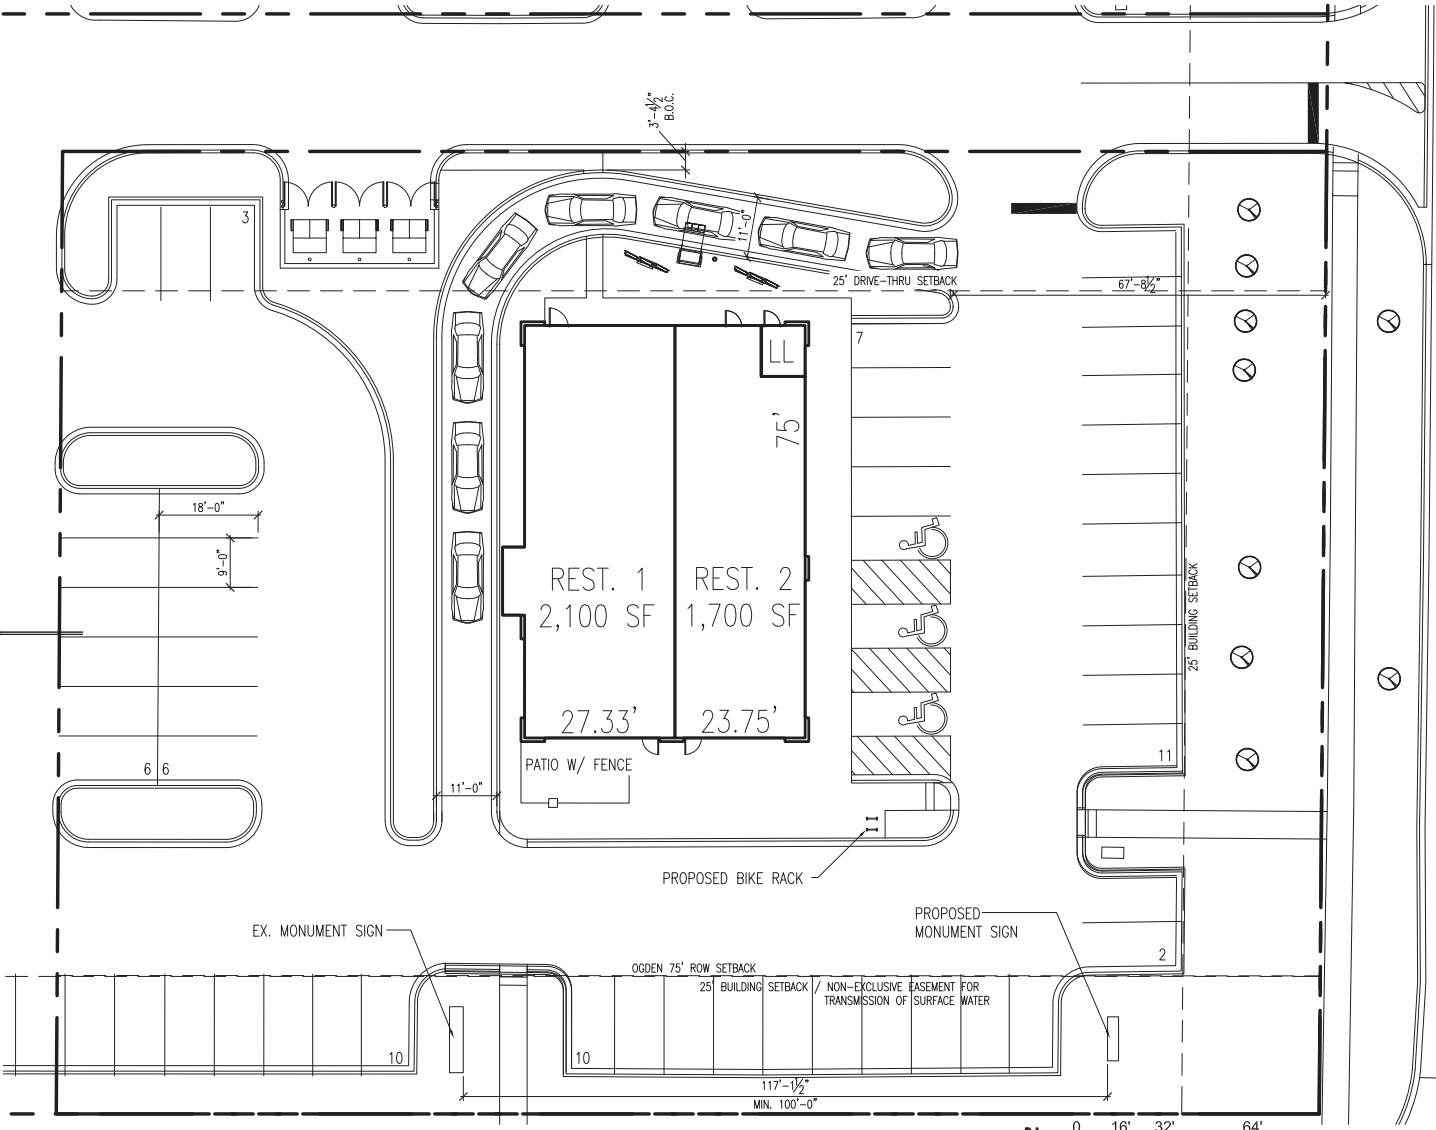 3'-4½"
B.O.C.
3
11'-0"
25' DRIVE-THRU SETBACK
67'-8½"
7
LL
75'
18'-0"
9'-0"
REST. 1
2,100 SF
REST. 2
1,700 SF
25' BUILDING SETBACK
27.33'
23.75'
11
6 6
PATIO W/ FENCE
11'-0"
PROPOSED BIKE RACK
EX. MONUMENT SIGN
PROPOSED
MONUMENT SIGN
2
OGDEN 75' ROW SETBACK
25' BUILDING SETBACK / NON-EXCLUSIVE EASEMENT FOR
TRANSMISSION OF SURFACE WATER
10
10
117'-1½"
MIN. 100'-0"
0 16' 32' 64'